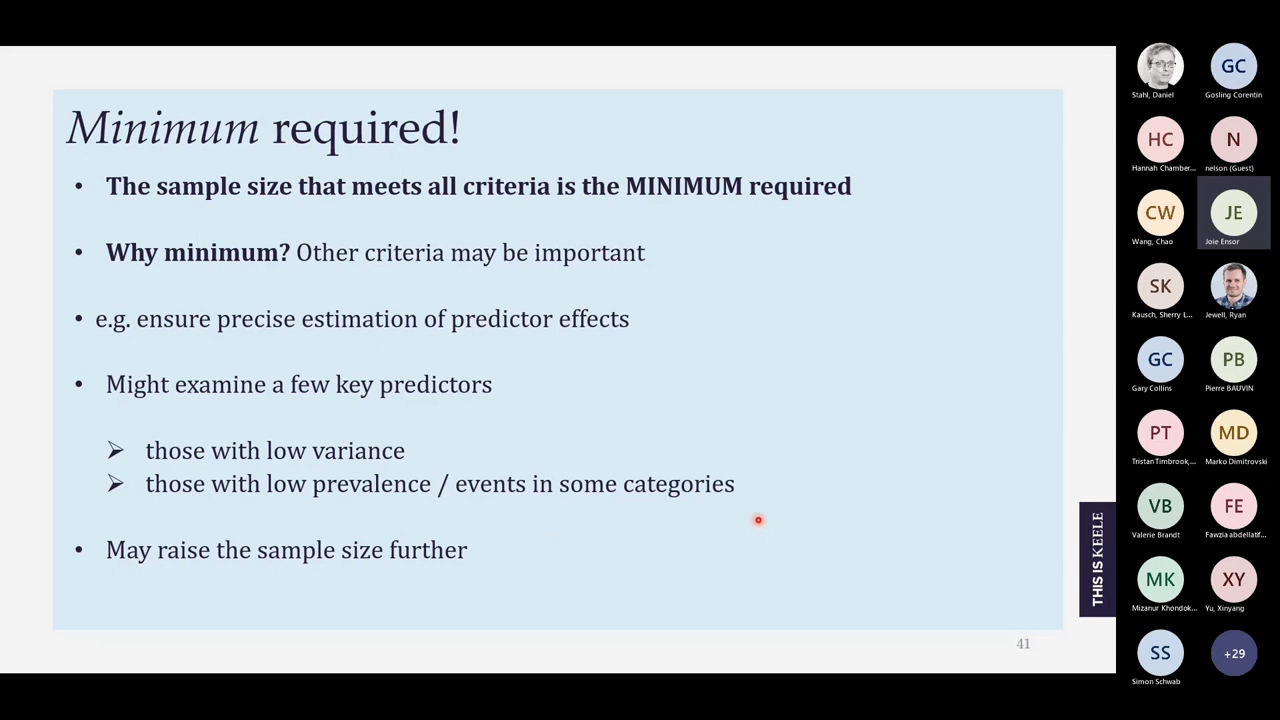 Minimum required!
• The sample size that meets all criteria is the MINIMUM required
• Why minimum? Other criteria may be important
• e.g. ensure precise estimation of predictor effects
• Might examine a few key predictors
➢ those with low variance
➢ those with low prevalence / events in some categories
• May raise the sample size further
THIS IS KEELE
41
Stahl, Daniel
GC
Gosling Corentin
HC
Hannah Chamber...
N
nelson (Guest)
CW
Wang, Chao
JE
Joie Ensor
SK
Kausch, Sherry L...
Jewell, Ryan
GC
Gary Collins
PB
Pierre BAUVIN
PT
Tristan Timbrook,...
MD
Marko Dimitrovski
VB
Valerie Brandt
FE
Fawzia abdellatif...
MK
Mizanur Khondok...
XY
Yu, Xinyang
SS
Simon Schwab
+29